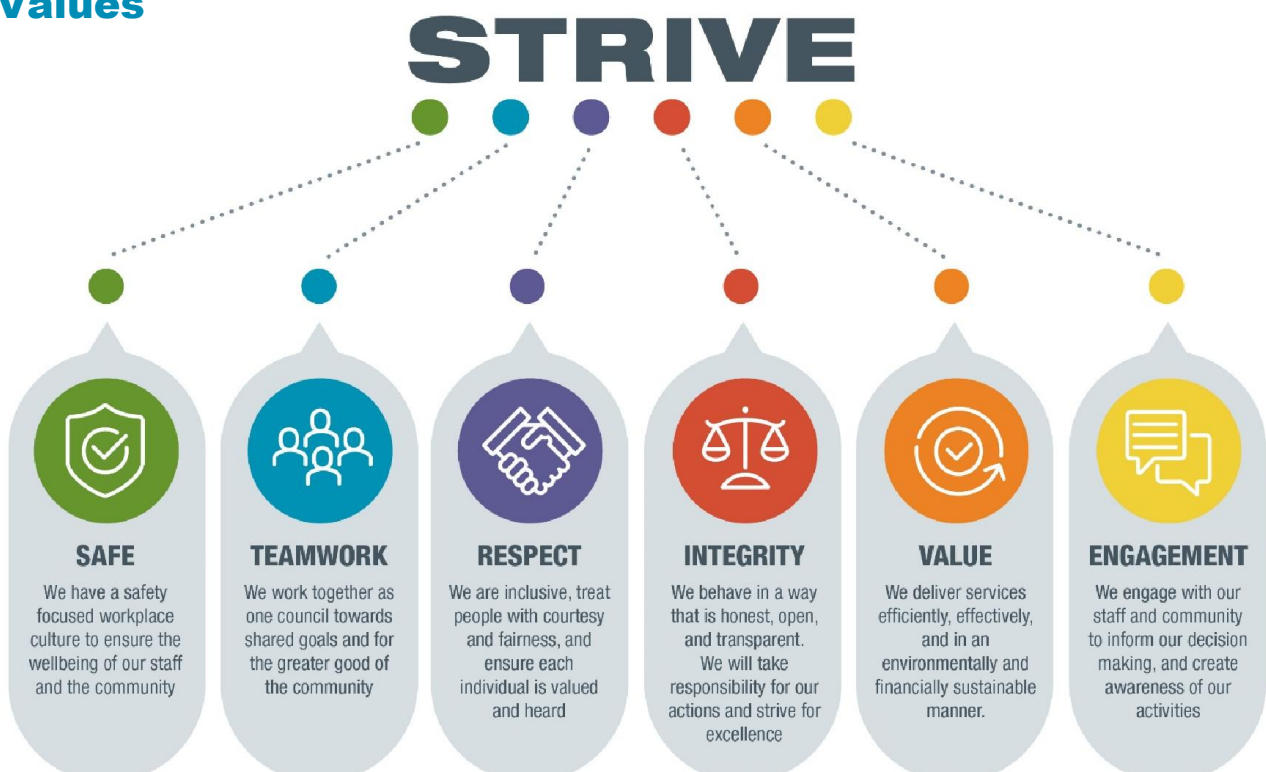 Values
STRIVE
SAFE
We have a safety
focused workplace
culture to ensure the
wellbeing of our staff
and the community
TEAMWORK
We work together as
one council towards
shared goals and for
the greater good of
the community
RESPECT
We are inclusive, treat
people with courtesy
and fairness, and
ensure each
individual is valued
and heard
INTEGRITY
We behave in a way
that is honest, open,
and transparent.
We will take
responsibility for our
actions and strive for
excellence
VALUE
We deliver services
efficiently, effectively,
and in an
environmentally and
financially sustainable
manner.
ENGAGEMENT
We engage with our
staff and community
to inform our decision
making, and create
awareness of our
activities